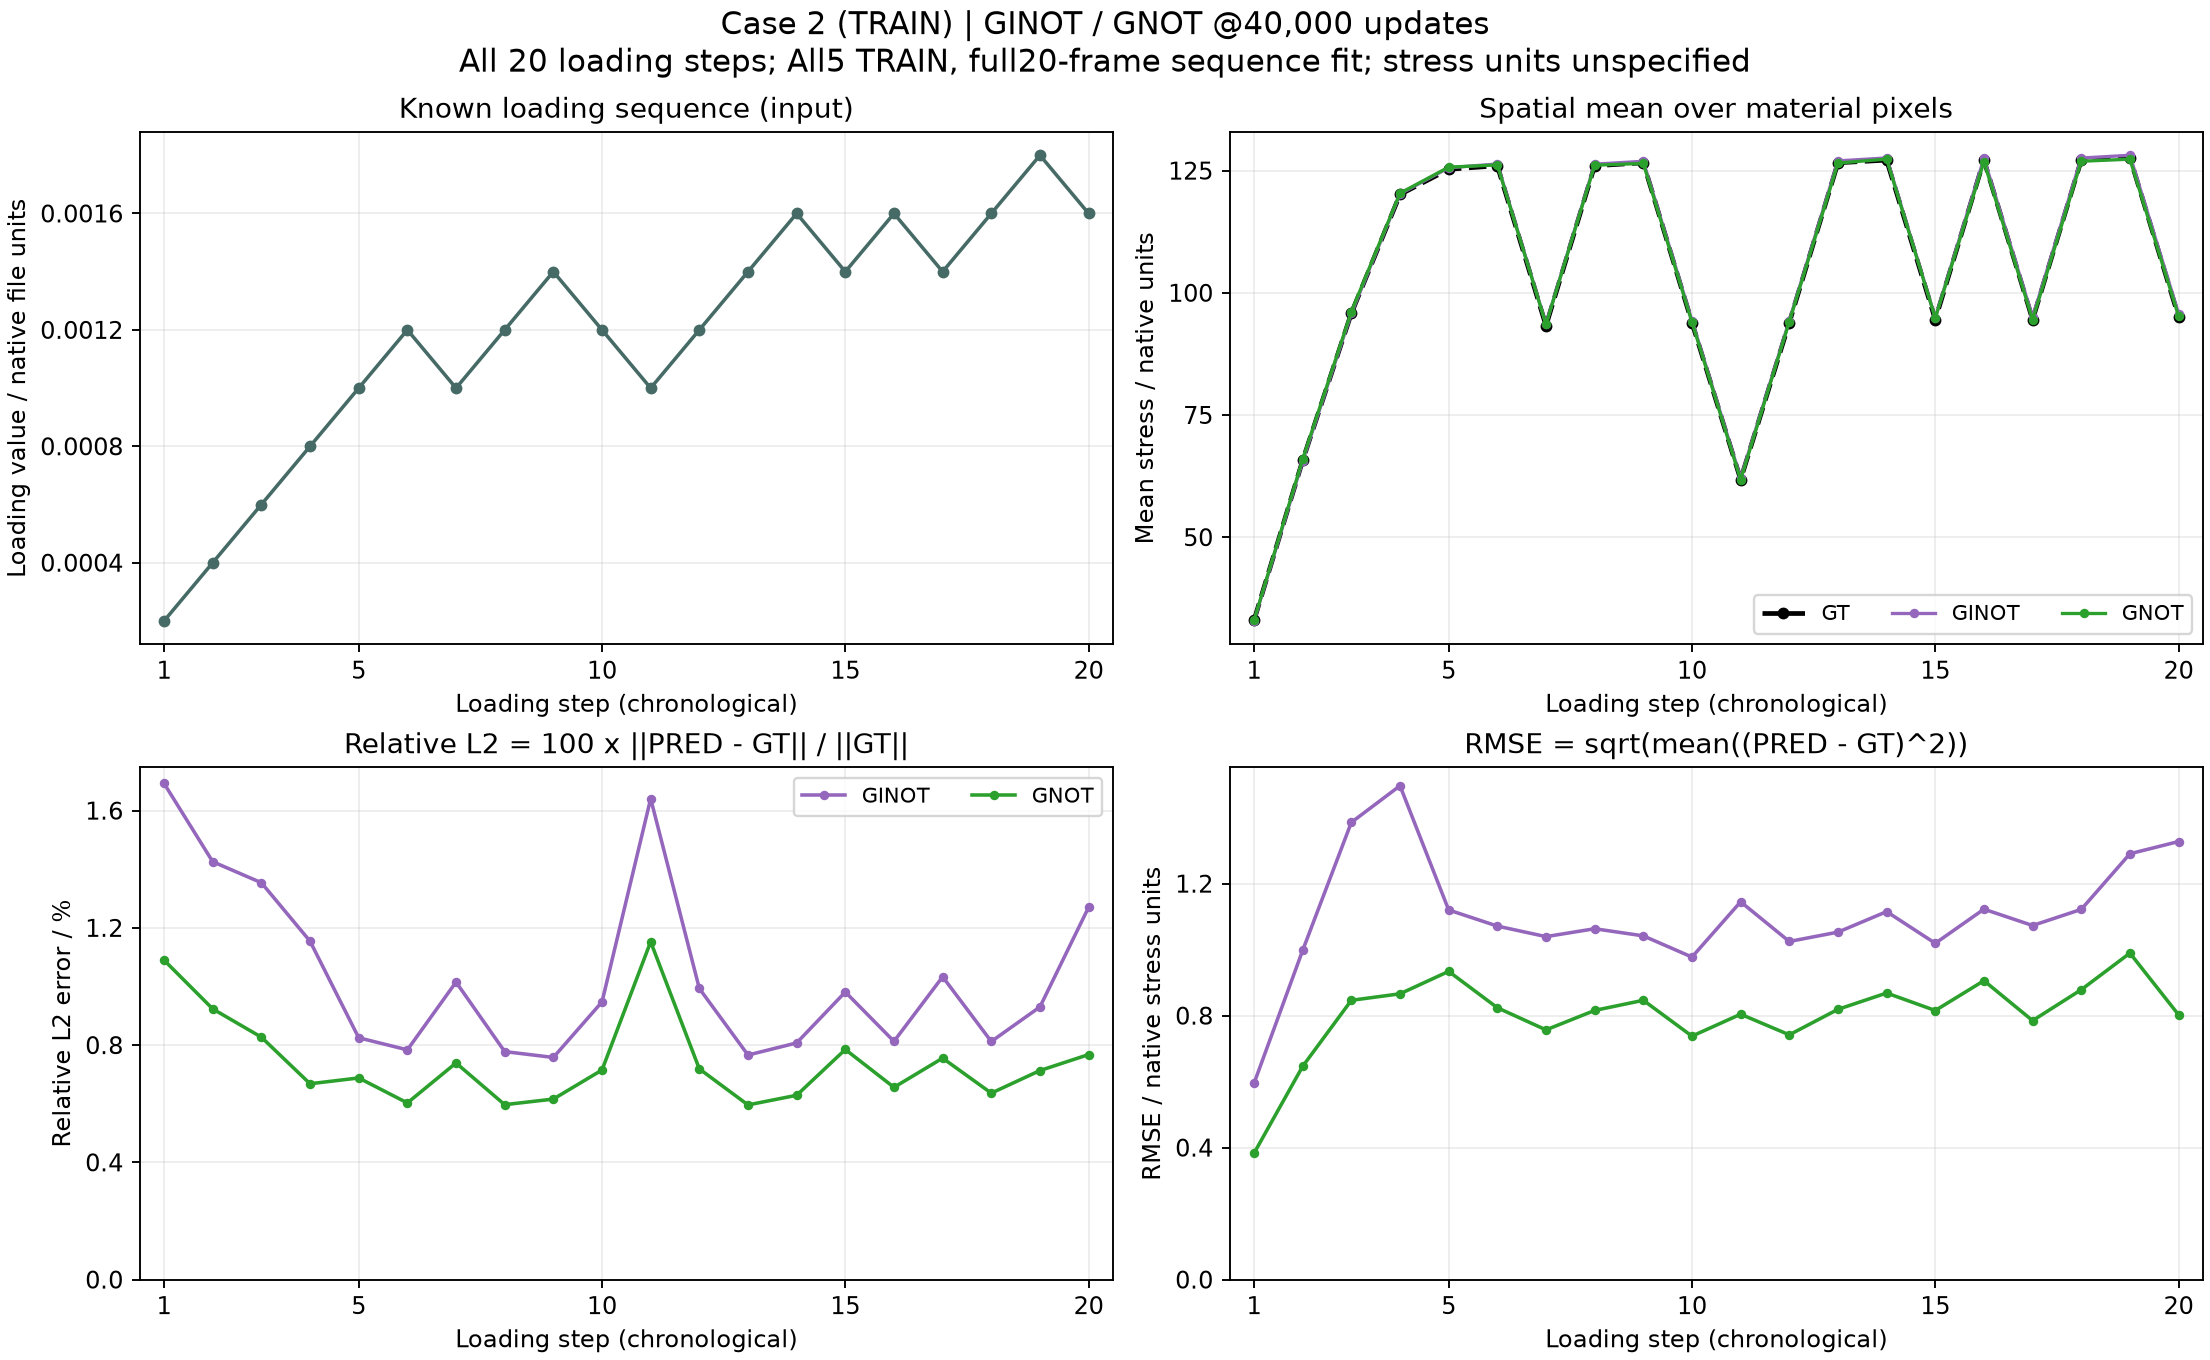 Case 2 (TRAIN) | GINOT / GNOT @40,000 updates
All 20 loading steps; All5 TRAIN, full20-frame sequence fit; stress units unspecified
Known loading sequence (input)
Loading value / native file units
0.0016
0.0012
0.0008
0.0004
1 5 10 15 20
Loading step (chronological)
Spatial mean over material pixels
Mean stress / native units
125
100
75
50
GT GINOT GNOT
1 5 10 15 20
Loading step (chronological)
Relative L2 = 100 x ||PRED - GT|| / ||GT||
Relative L2 error / %
1.6
1.2
0.8
0.4
0.0
GINOT GNOT
1 5 10 15 20
Loading step (chronological)
RMSE = sqrt(mean((PRED - GT)^2))
RMSE / native stress units
1.2
0.8
0.4
0.0
1 5 10 15 20
Loading step (chronological)